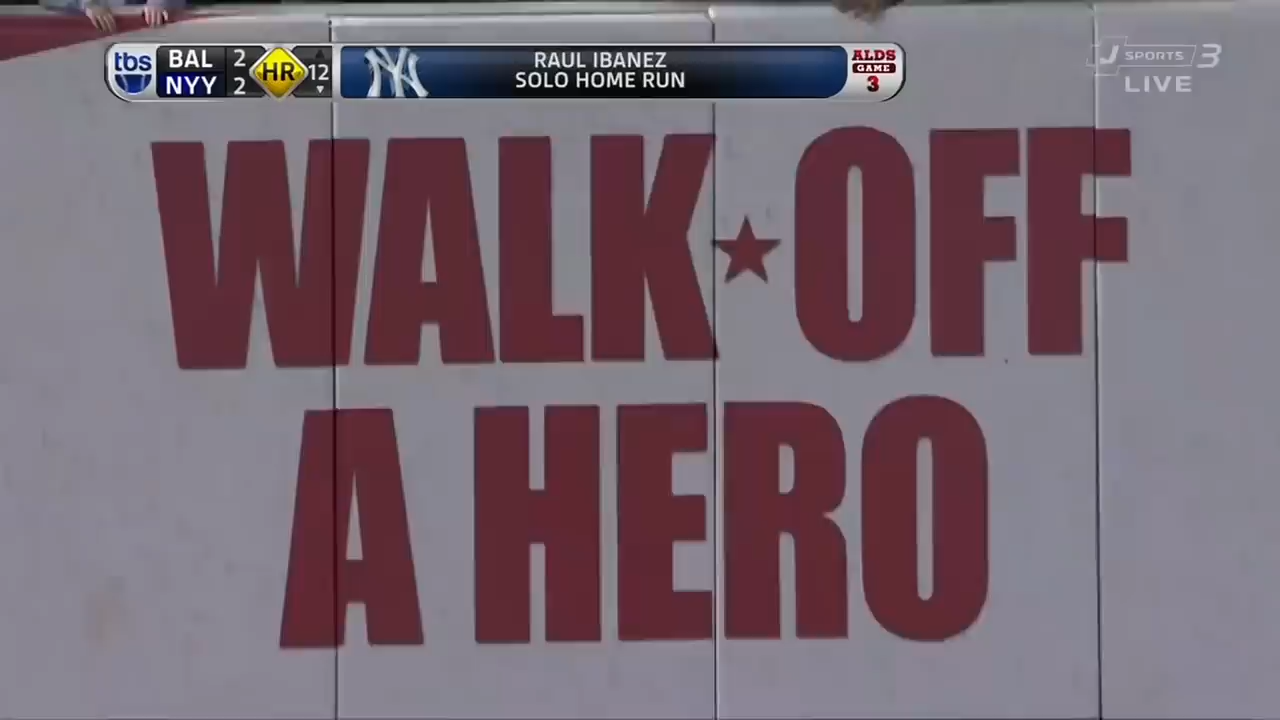 tbs
BAL 2
NYY 2
HR
12
NY
RAUL IBANEZ
SOLO HOME RUN
ALDS
GAME
3
J SPORTS 3
LIVE
WALK★OFF
A HERO